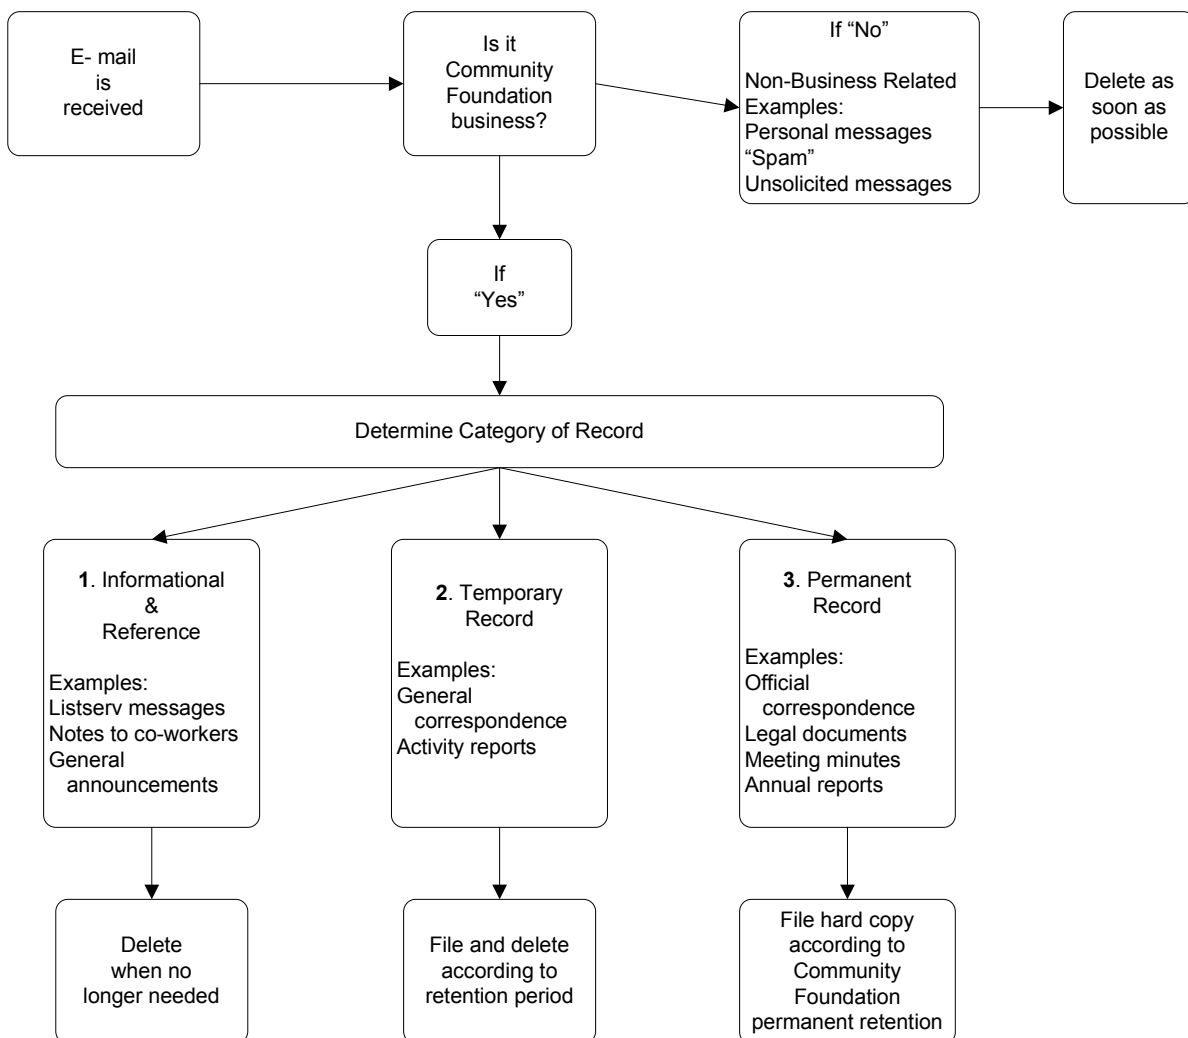 E- mail
is
received
Is it
Community
Foundation
business?
If “No”
Non-Business Related
Examples:
Personal messages
“Spam”
Unsolicited messages
Delete as
soon as
possible
If
“Yes”
Determine Category of Record
1. Informational
&
Reference
Examples:
Listserv messages
Notes to co-workers
General
announcements
2. Temporary
Record
Examples:
General
correspondence
Activity reports
3. Permanent
Record
Examples:
Official
correspondence
Legal documents
Meeting minutes
Annual reports
Delete
when no
longer needed
File and delete
according to
retention period
File hard copy
according to
Community
Foundation
permanent retention